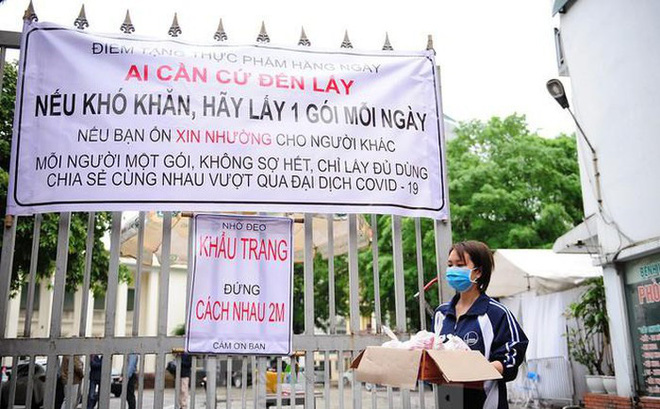 ĐIỂM TẶNG THỰC PHẨM HÀNG NGÀY
AI CẦN CỨ ĐẾN LẤY
NẾU KHÓ KHĂN, HÃY LẤY 1 GÓI MỖI NGÀY
NẾU BẠN ỔN XIN NHƯỜNG CHO NGƯỜI KHÁC
MỖI NGƯỜI MỘT GÓI, KHÔNG SỢ HẾT, CHỈ LẤY ĐỦ DÙNG
CHIA SẺ CÙNG NHAU VƯỢT QUA ĐẠI DỊCH COVID - 19
NHỚ ĐEO
KHẨU TRANG
ĐỨNG
CÁCH NHAU 2M
CÁM ƠN BẠN
BỆNH
PHÒ